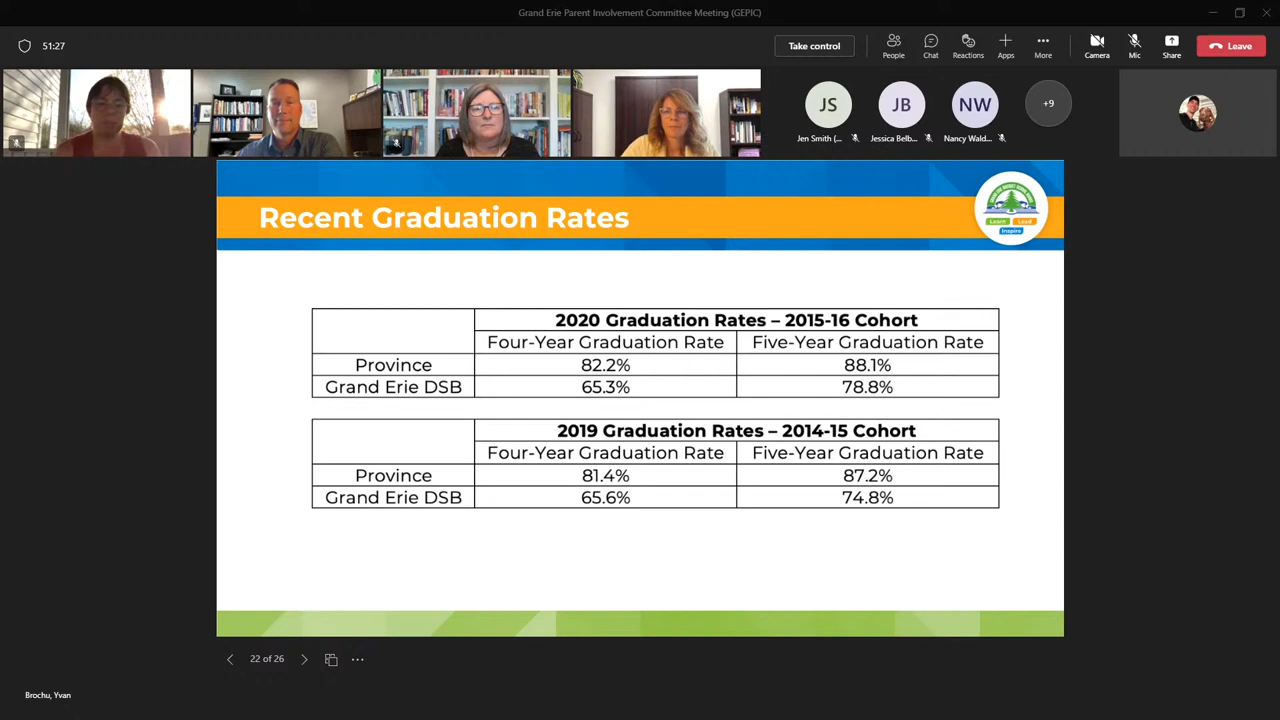 Grand Erie Parent Involvement Committee Meeting (GEPIC)
51:27
Take control
People
Chat
Reactions
Apps
More
Camera
Mic
Share
Leave
JS
JB
NW
+9
Jen Smith (...
Jessica Belb...
Nancy Wald...
Recent Graduation Rates
Learn Lead
Inspire
2020 Graduation Rates – 2015-16 Cohort
Four-Year Graduation Rate Five-Year Graduation Rate
Province 82.2% 88.1%
Grand Erie DSB 65.3% 78.8%
2019 Graduation Rates – 2014-15 Cohort
Four-Year Graduation Rate Five-Year Graduation Rate
Province 81.4% 87.2%
Grand Erie DSB 65.6% 74.8%
22 of 26
Brochu, Yvan